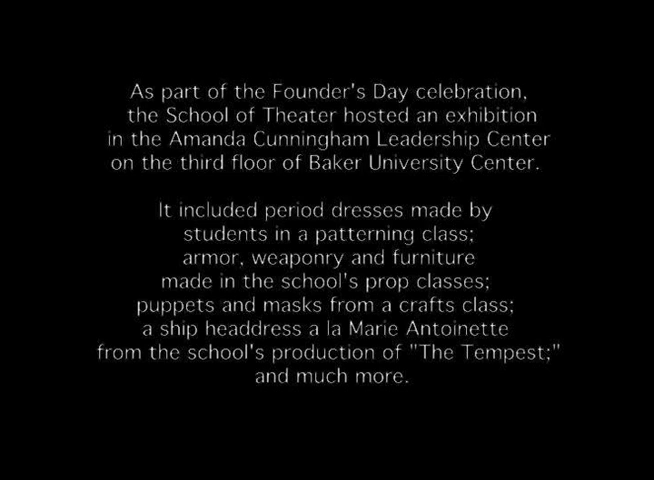 As part of the Founder's Day celebration,
the School of Theater hosted an exhibition
in the Amanda Cunningham Leadership Center
on the third floor of Baker University Center.
It included period dresses made by
students in a patterning class;
armor, weaponry and furniture
made in the school's prop classes;
puppets and masks from a crafts class;
a ship headdress a la Marie Antoinette
from the school's production of "The Tempest;"
and much more.